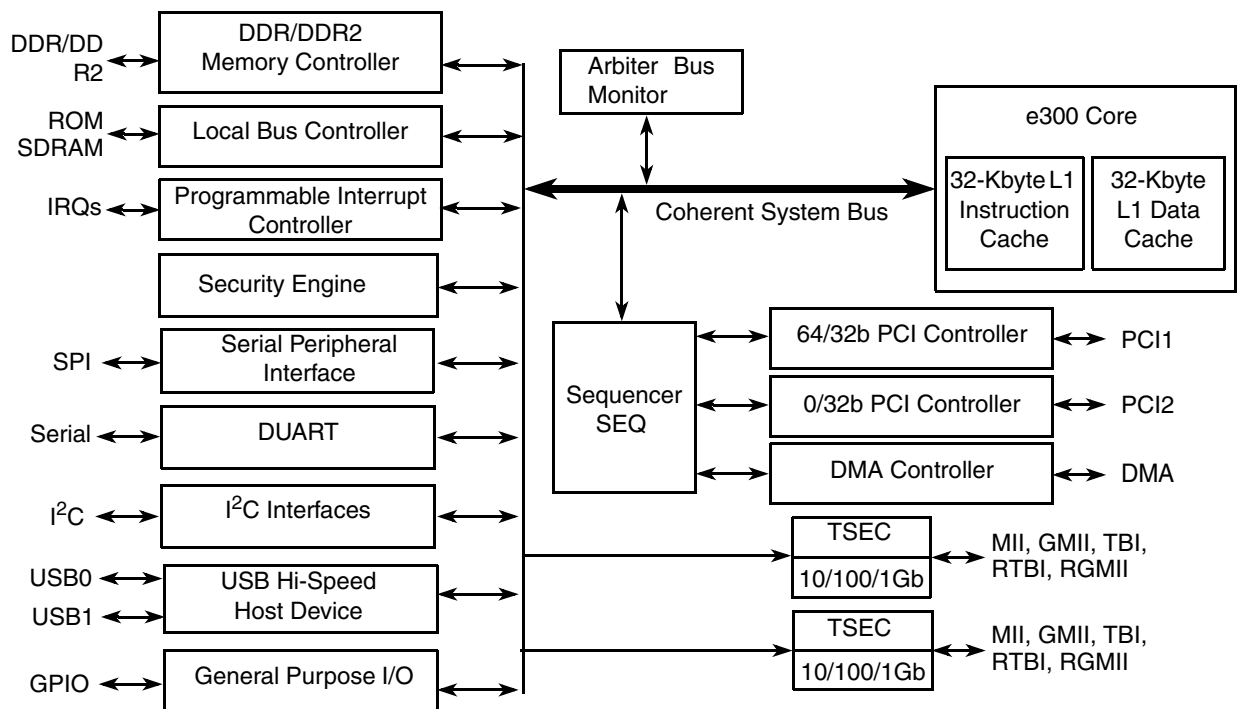 DDR/DD
R2
DDR/DDR2
Memory Controller
ROM
SDRAM
Local Bus Controller
IRQs
Programmable Interrupt
Controller
Security Engine
SPI
Serial Peripheral
Interface
Serial
DUART
I²C
I²C Interfaces
USB0
USB1
USB Hi-Speed
Host Device
GPIO
General Purpose I/O
Arbiter Bus
Monitor
Coherent System Bus
e300 Core
32-Kbyte L1
Instruction
Cache
32-Kbyte
L1 Data
Cache
Sequencer
SEQ
64/32b PCI Controller
PCI1
0/32b PCI Controller
PCI2
DMA Controller
DMA
TSEC
10/100/1Gb
MII, GMII, TBI,
RTBI, RGMII
TSEC
10/100/1Gb
MII, GMII, TBI,
RTBI, RGMII